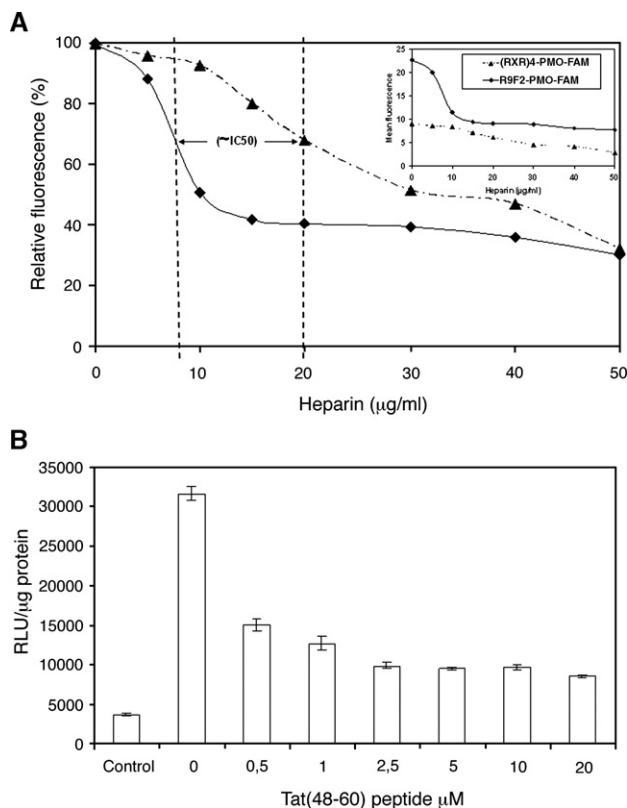 A
Relative fluorescence (%)
100
80
60
40
20
0
(~IC50)
0 10 20 30 40 50
Heparin (μg/ml)
Mean fluorescence
25
20
15
10
5
0
(RXR)4-PMO-FAM
R9F2-PMO-FAM
0 10 20 30 40 50
Heparin (μg/ml)
B
RLU/μg protein
35000
30000
25000
20000
15000
10000
5000
0
Control 0 0,5 1 2,5 5 10 20
Tat(48-60) peptide μM